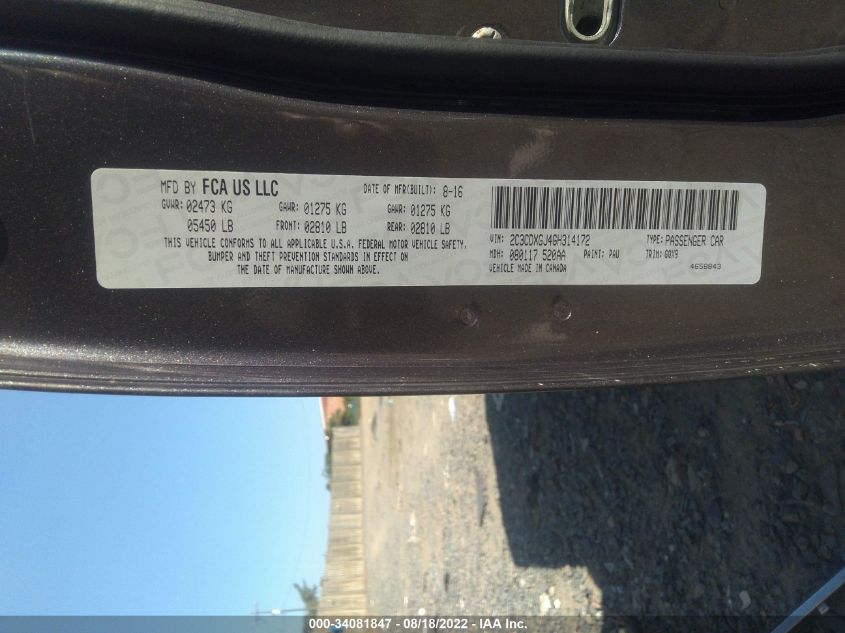 MFD BY FCA US LLC DATE OF MFR(BUILT): 8-16
GVWR: 02473 KG GAWR: 01275 KG GAWR: 01275 KG
05450 LB FRONT: 02810 LB REAR: 02810 LB
THIS VEHICLE CONFORMS TO ALL APPLICABLE U.S.A. FEDERAL MOTOR VEHICLE SAFETY,
BUMPER AND THEFT PREVENTION STANDARDS IN EFFECT ON
THE DATE OF MANUFACTURE SHOWN ABOVE.
VIN: 2C3CDXGJ4GH314172 TYPE: PASSENGER CAR
MDH: 080117 520AA PAINT: PAU TRIM: G8X9
VEHICLE MADE IN CANADA 4658843
000-34081847 - 08/18/2022 - IAA Inc.